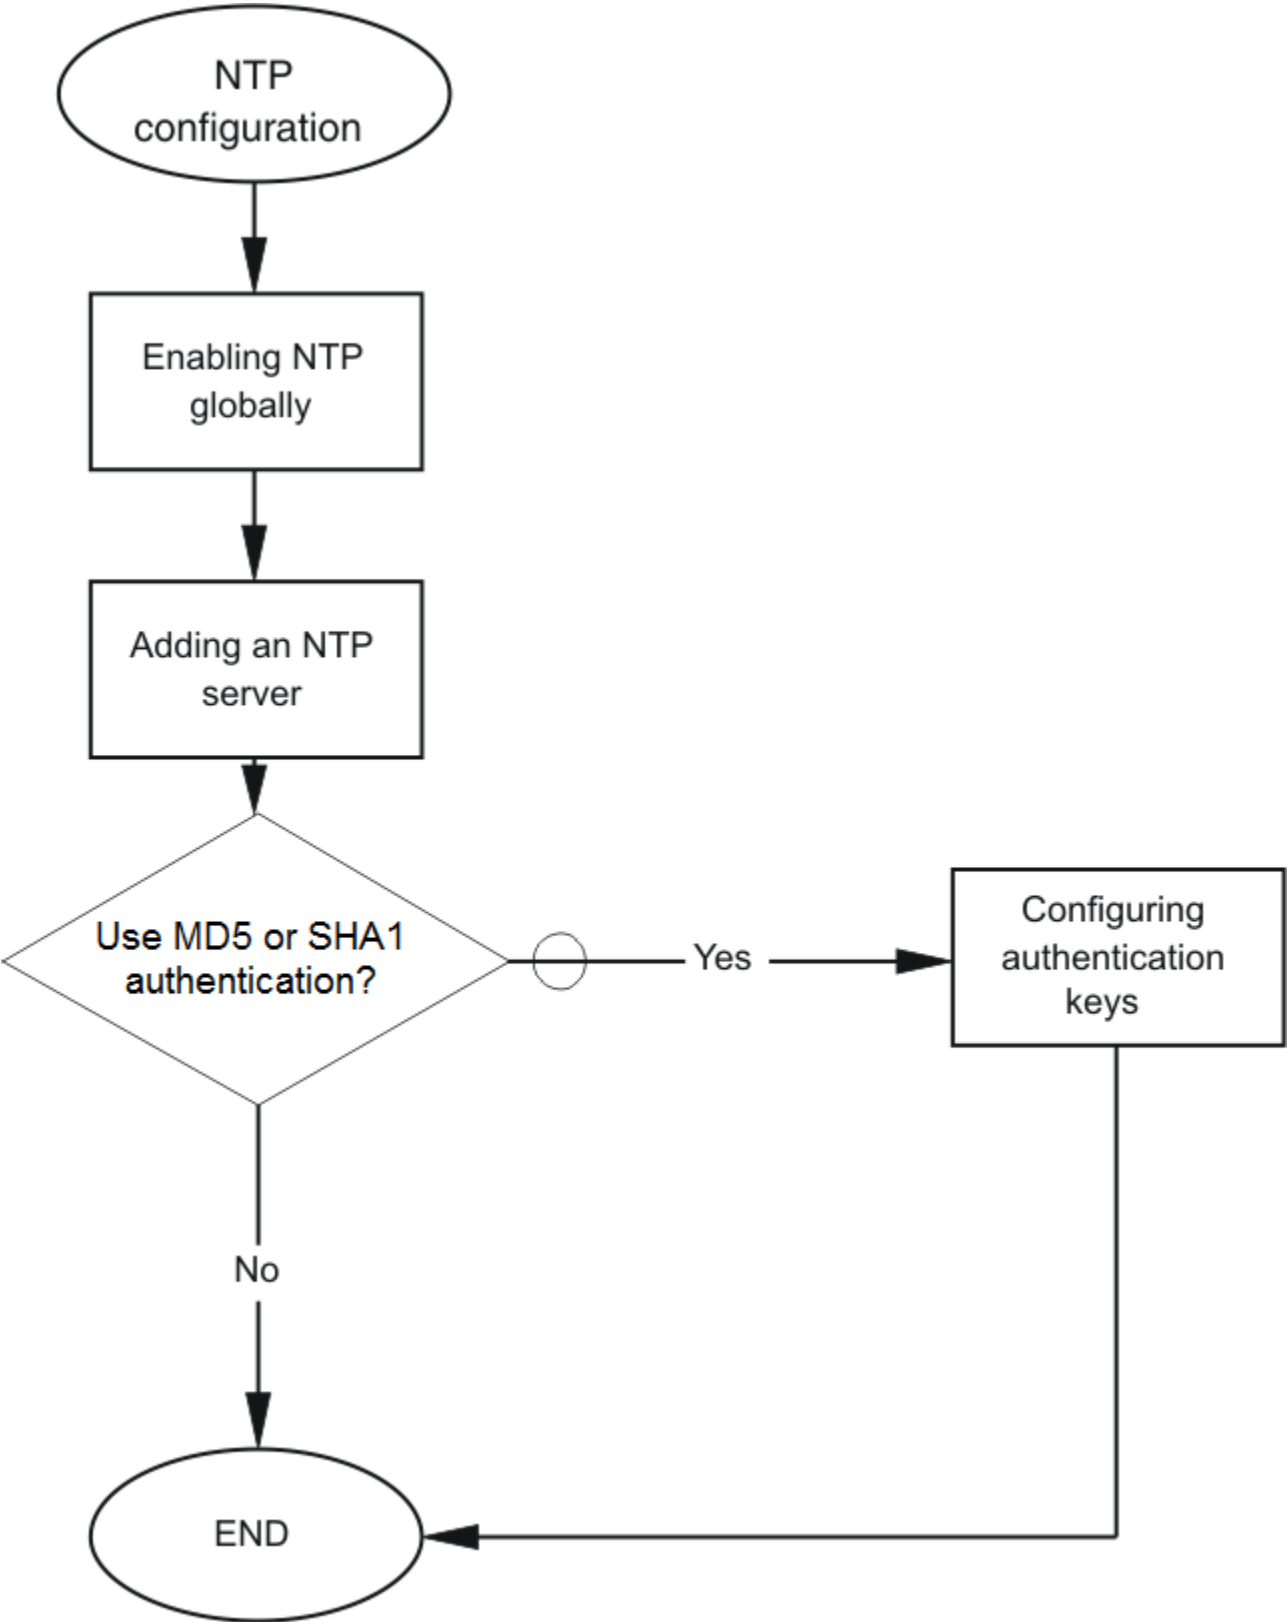 NTP
configuration
Enabling NTP
globally
Adding an NTP
server
Use MD5 or SHA1
authentication?
Yes
Configuring
authentication
keys
No
END